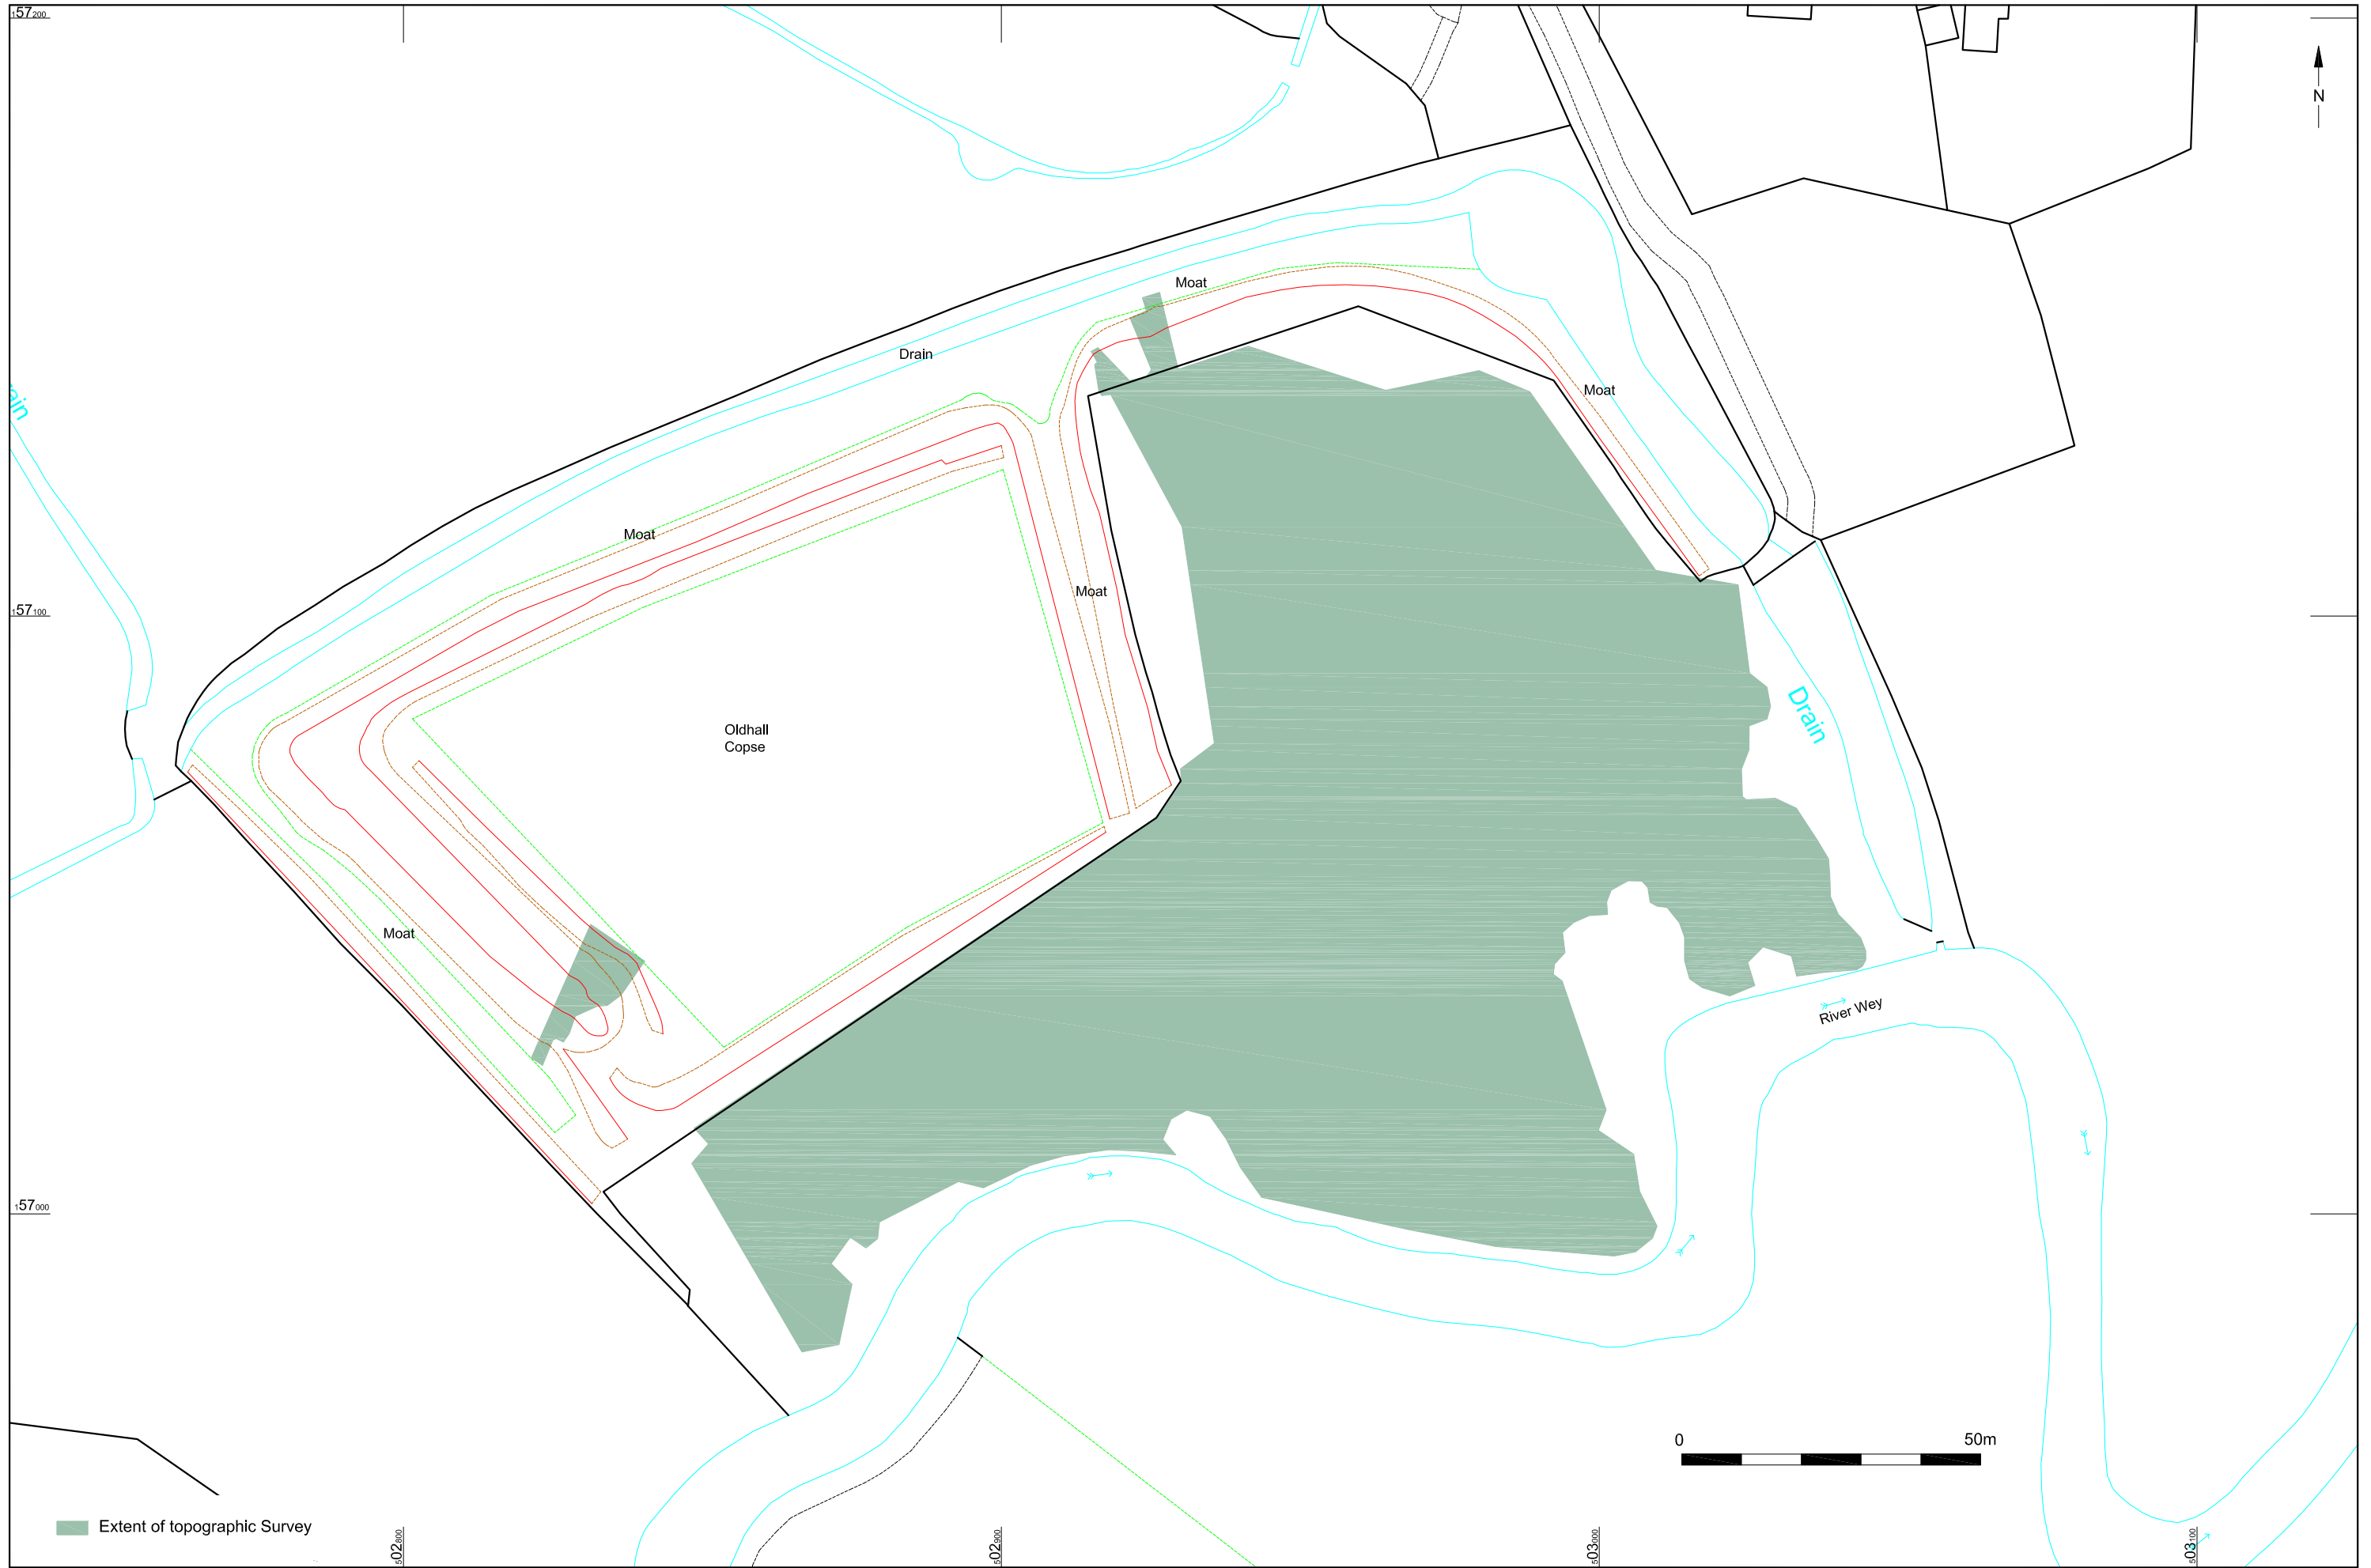 157200
N
Moat
Drain
Moat
ain
Moat
157100
Moat
Oldhall
Copse
Drain
Moat
River Wey
157000
0 50m
Extent of topographic Survey
502800
502900
503000
503100